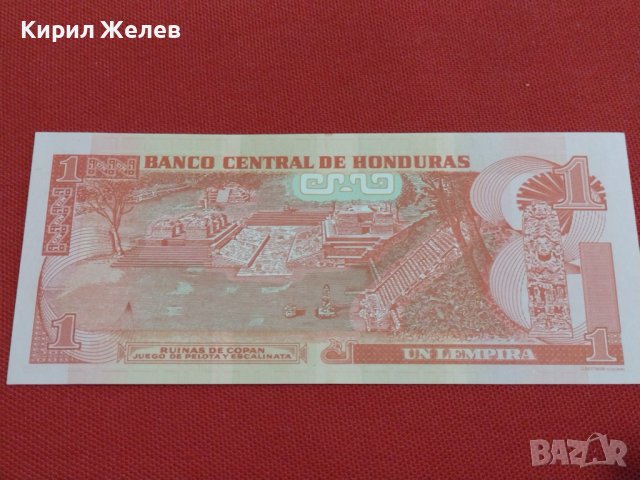 Кирил Желев
1 BANCO CENTRAL DE HONDURAS 1
RUINAS DE COPAN
JUEGO DE PELOTA Y ESCALINATA
1 UN LEMPIRA 1
BAZAR